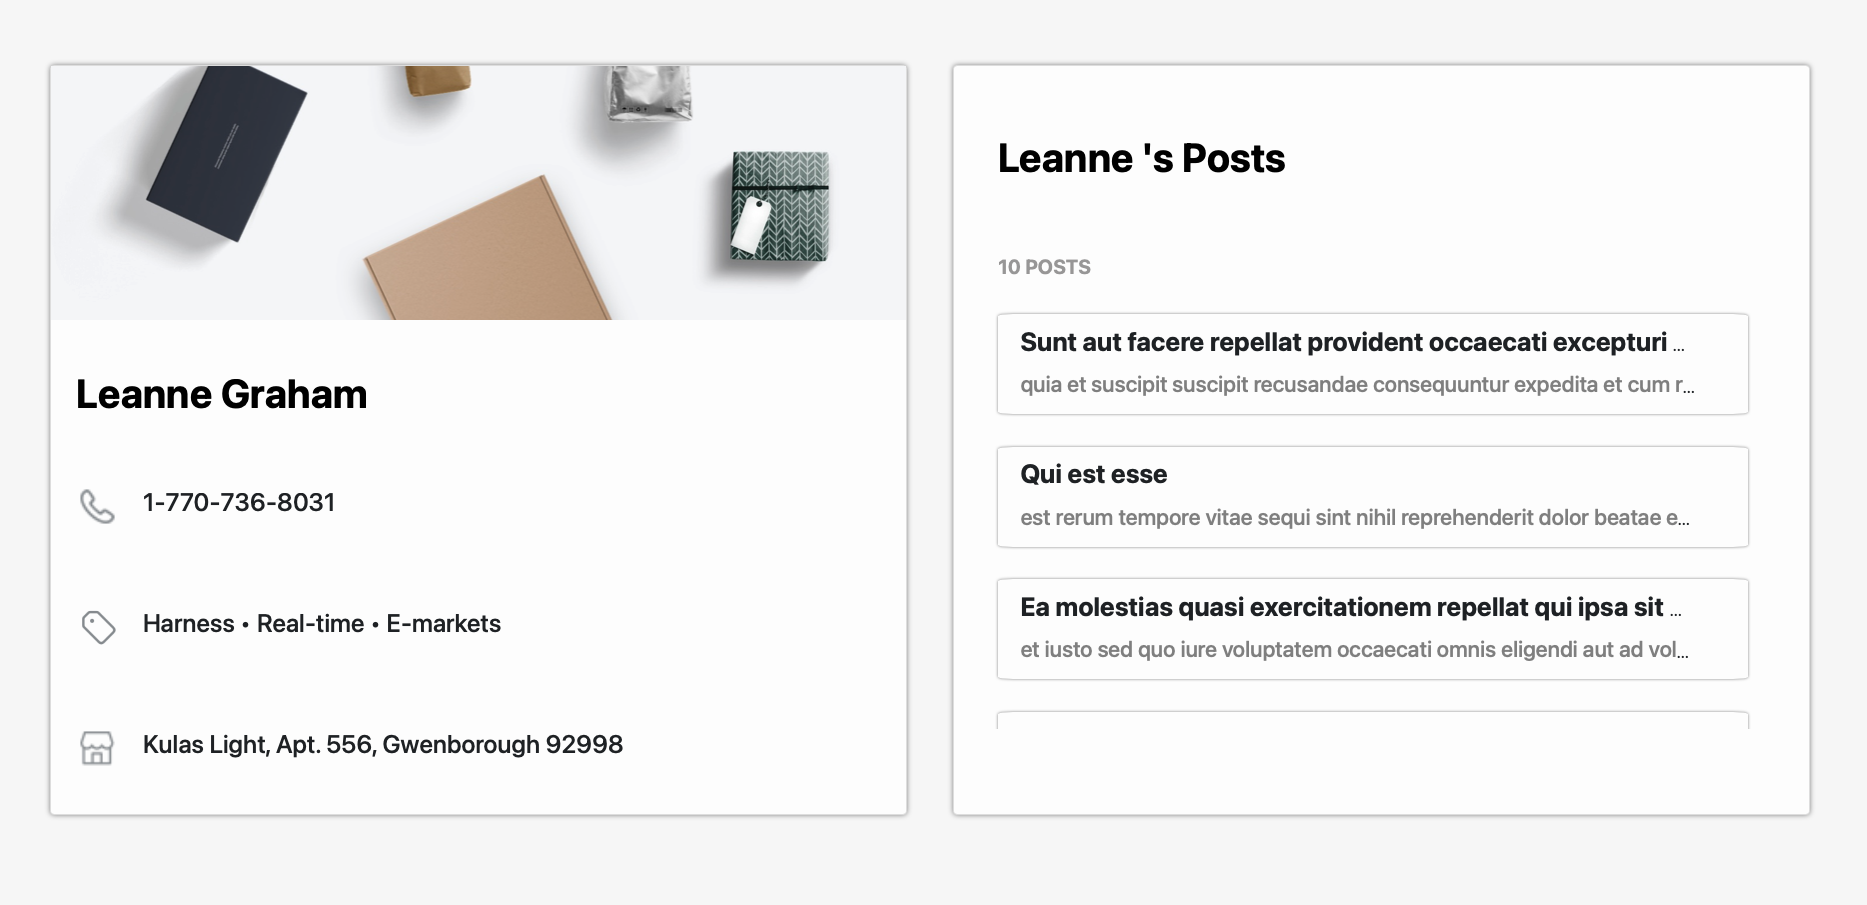 Leanne Graham
1-770-736-8031
Harness • Real-time • E-markets
Kulas Light, Apt. 556, Gwenborough 92998
Leanne 's Posts
10 POSTS
Sunt aut facere repellat provident occaecati excepturi ...
quia et suscipit suscipit recusandae consequuntur expedita et cum r...
Qui est esse
est rerum tempore vitae sequi sint nihil reprehenderit dolor beatae e...
Ea molestias quasi exercitationem repellat qui ipsa sit ...
et iusto sed quo iure voluptatem occaecati omnis eligendi aut ad vol...